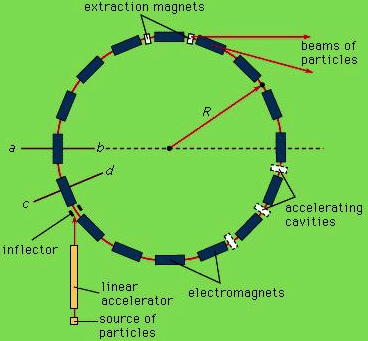 extraction magnets
beams of
particles
R
a
b
d
c
accelerating
cavities
inflector
linear
accelerator
electromagnets
source of
particles